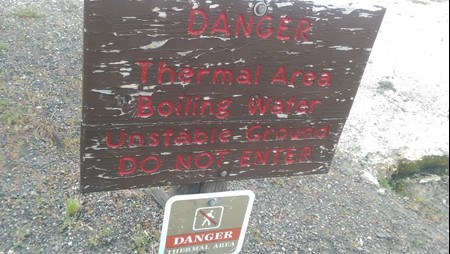 DANGER
Thermal Area
Boiling Water
Unstable Ground
DO NOT ENTER
DANGER
THERMAL AREA